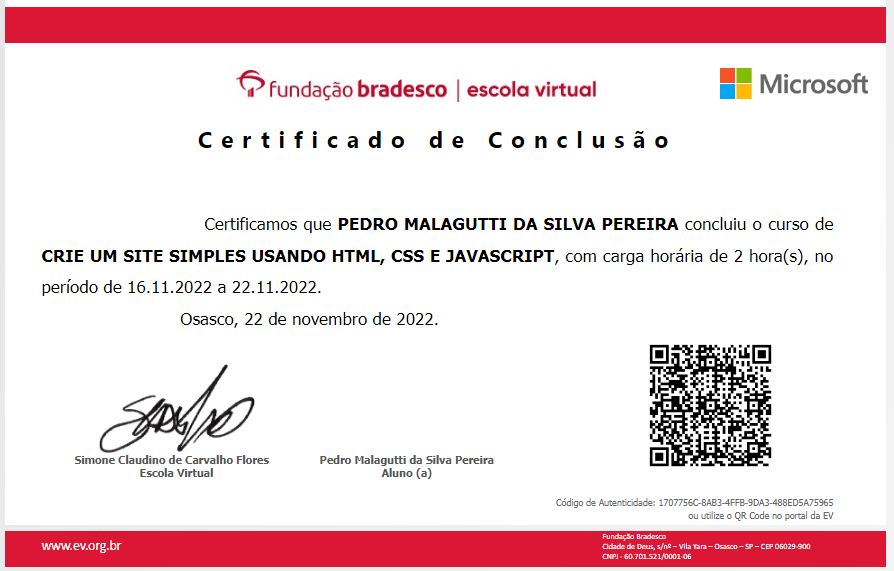 fundação bradesco | escola virtual
Microsoft
Certificado de Conclusão
Certificamos que PEDRO MALAGUTTI DA SILVA PEREIRA concluiu o curso de
CRIE UM SITE SIMPLES USANDO HTML, CSS E JAVASCRIPT, com carga horária de 2 hora(s), no
período de 16.11.2022 a 22.11.2022.
Osasco, 22 de novembro de 2022.
Simone Claudino de Carvalho Flores
Escola Virtual
Pedro Malagutti da Silva Pereira
Aluno (a)
Código de Autenticidade: 1707756C-8AB3-4FFB-9DA3-488ED5A75965
ou utilize o QR Code no portal da EV
www.ev.org.br
Fundação Bradesco
Cidade de Deus, s/nº – Vila Yara – Osasco – SP – CEP 06029-900
CNPJ - 60.701.521/0001-06